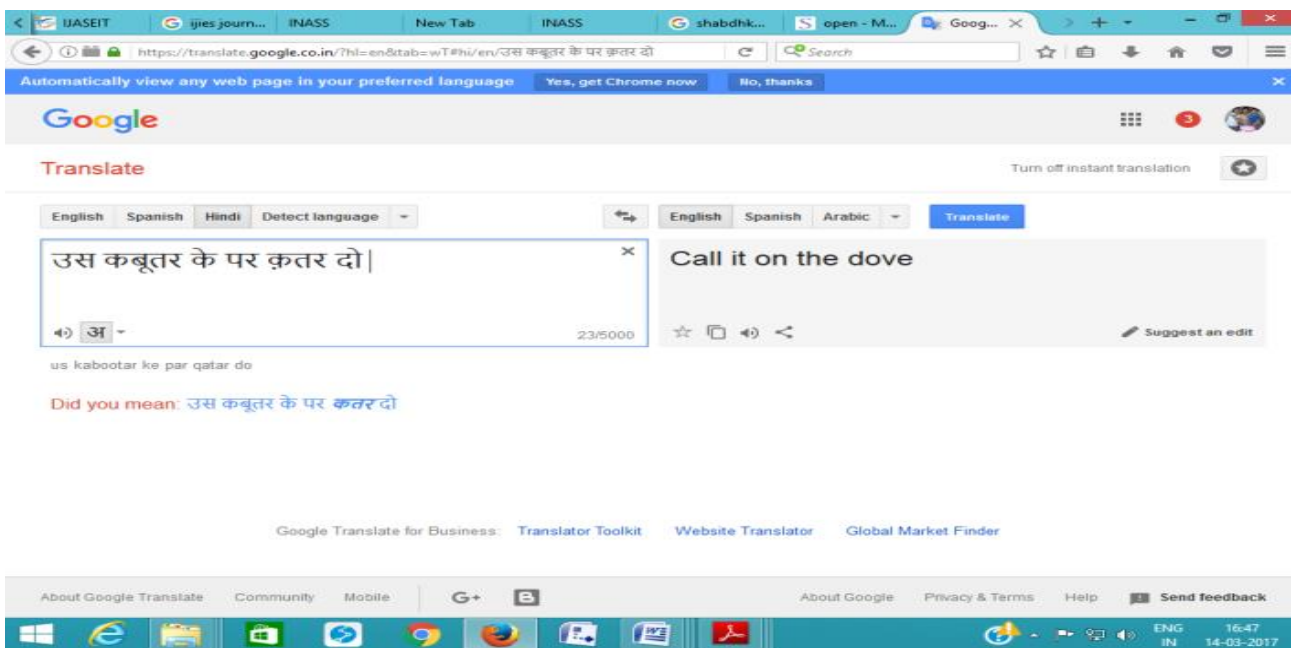 IJASEIT ijies journ... INASS New Tab INASS shabdhk... open - M... Goog...
https://translate.google.co.in/?hl=en&tab=wT#hi/en/उस कबूतर के पर क़तर दो Search
Automatically view any web page in your preferred language Yes, get Chrome now No, thanks
Google 3
Translate Turn off instant translation
English Spanish Hindi Detect language English Spanish Arabic Translate
उस कबूतर के पर क़तर दो Call it on the dove
अ 23/5000 Suggest an edit
us kabootar ke par qatar do
Did you mean: उस कबूतर के पर कतर दो
Google Translate for Business: Translator Toolkit Website Translator Global Market Finder
About Google Translate Community Mobile G+ B About Google Privacy & Terms Help Send feedback
ENG 16:47
IN 14-03-2017